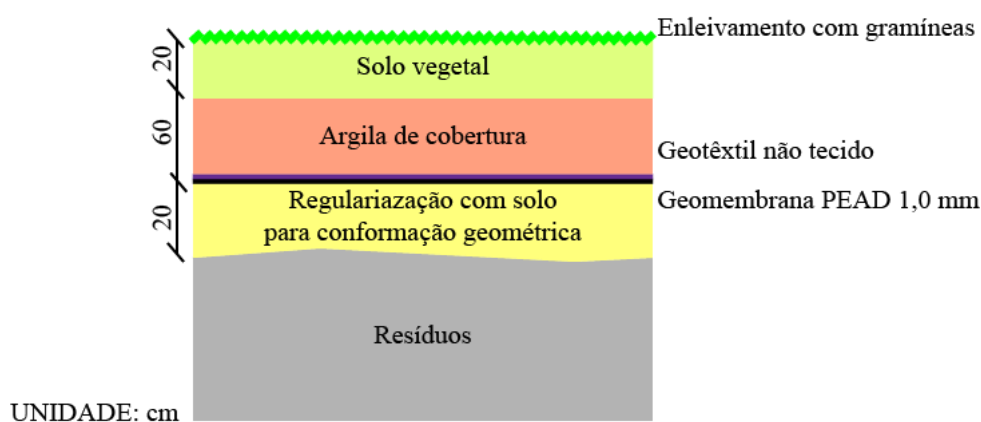 Enleivamento com gramíneas
20
Solo vegetal
60
Argila de cobertura
Geotêxtil não tecido
Geomembrana PEAD 1,0 mm
20
Regulariazação com solo
para conformação geométrica
Resíduos
UNIDADE: cm